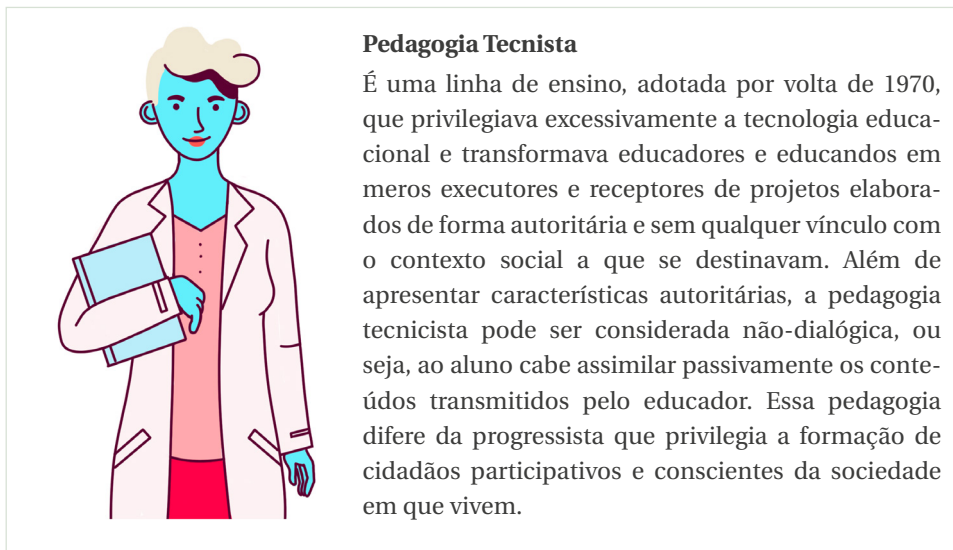 Pedagogia Tecnista
É uma linha de ensino, adotada por volta de 1970,
que privilegiava excessivamente a tecnologia educa-
cional e transformava educadores e educandos em
meros executores e receptores de projetos elabora-
dos de forma autoritária e sem qualquer vínculo com
o contexto social a que se destinavam. Além de
apresentar características autoritárias, a pedagogia
tecnicista pode ser considerada não-dialógica, ou
seja, ao aluno cabe assimilar passivamente os conte-
údos transmitidos pelo educador. Essa pedagogia
difere da progressista que privilegia a formação de
cidadãos participativos e conscientes da sociedade
em que vivem.